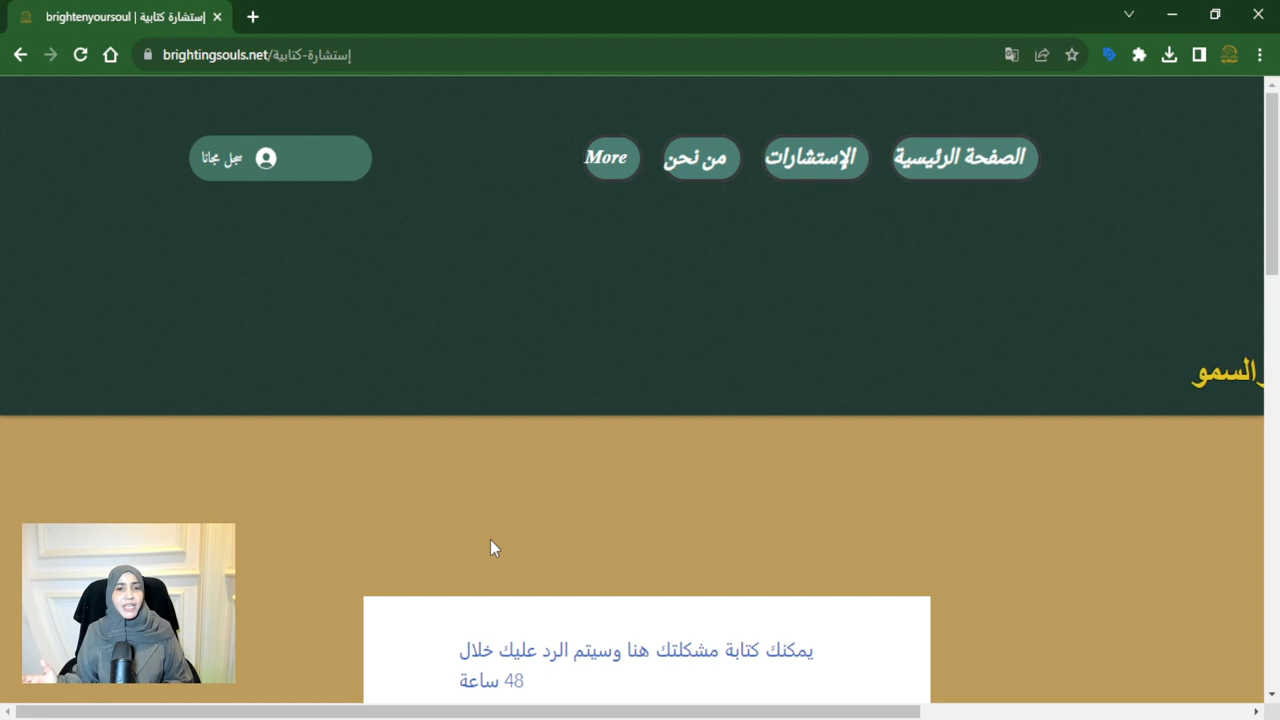 brightenyoursoul | إستشارة كتابية
brightingsouls.net/إستشارة-كتابية
الصفحة الرئيسية
الإستشارات
من نحن
More
سجل مجانا
والسمو
يمكنك كتابة مشكلتك هنا وسيتم الرد عليك خلال
48 ساعة